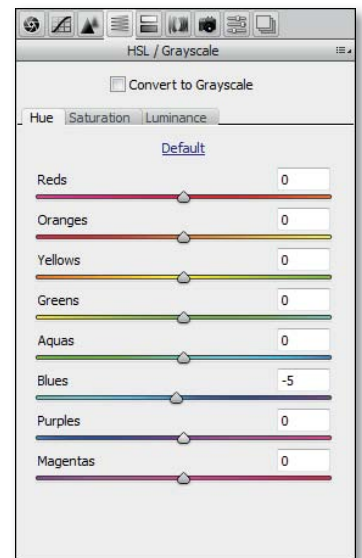 HSL / Grayscale
Convert to Grayscale
Hue Saturation Luminance
Default
Reds 0
Oranges 0
Yellows 0
Greens 0
Aquas 0
Blues -5
Purples 0
Magentas 0